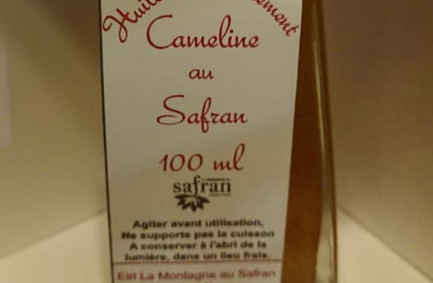 Huile
Cameline
au
Safran
100 ml
safran
Agiter avant utilisation,
Ne supporte pas la cuisson
A conserver à l'abri de la
lumière, dans un lieu frais.
Eirl La Montagne au Safran